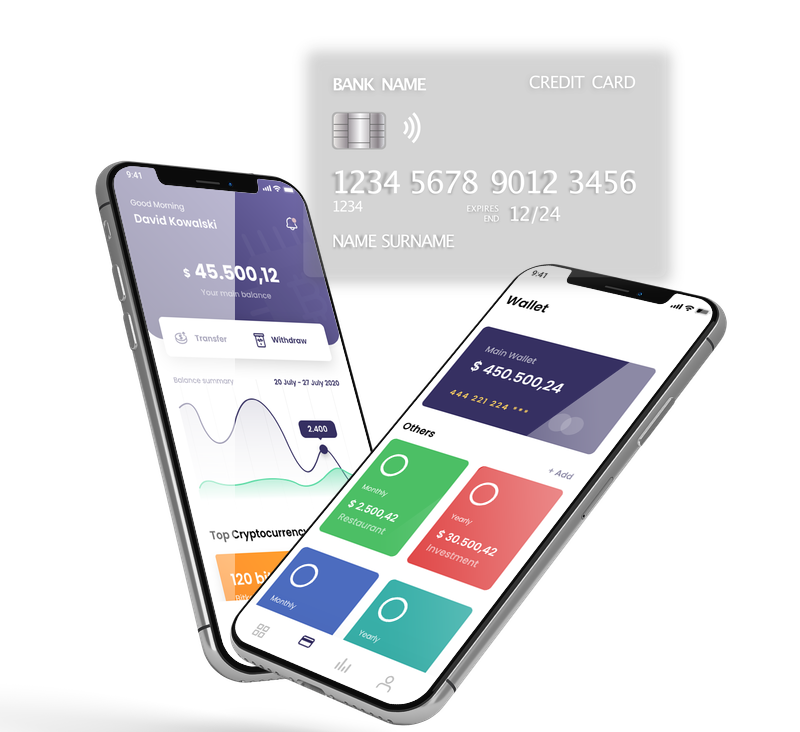 BANK NAME
CREDIT CARD
1234 5678 9012 3456
1234
EXPIRES
END
12/24
NAME SURNAME
9:41
Good Morning
David Kowalski
$ 45.500,12
Your main balance
Transfer
Withdraw
Balance summary
20 July - 27 July 2020
2.400
Top Cryptocurrency
120 bi
9:41
Wallet
Main Wallet
$ 450.500,24
444 221 224 ***
Others
+ Add
Monthly
$ 2.500,42
Restaurant
Yearly
$ 30.500,42
Investment
Monthly
Yearly